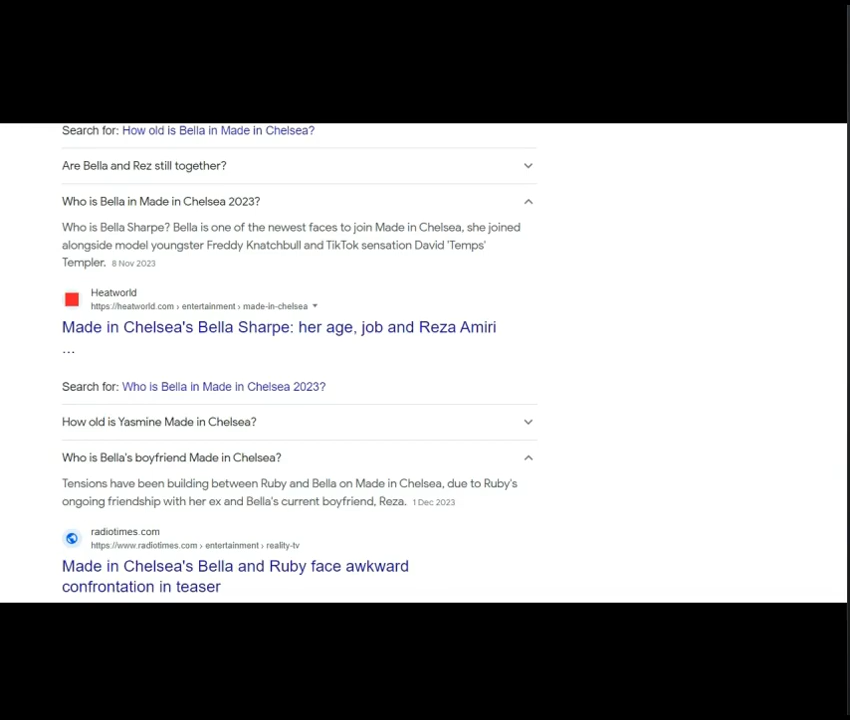 Search for: How old is Bella in Made in Chelsea?
Are Bella and Rez still together?
Who is Bella in Made in Chelsea 2023?
Who is Bella Sharpe? Bella is one of the newest faces to join Made in Chelsea, she joined
alongside model youngster Freddy Knatchbull and TikTok sensation David 'Temps'
Templer. 8 Nov 2023
Heatworld
https://heatworld.com › entertainment › made-in-chelsea
Made in Chelsea's Bella Sharpe: her age, job and Reza Amiri
...
Search for: Who is Bella in Made in Chelsea 2023?
How old is Yasmine Made in Chelsea?
Who is Bella's boyfriend Made in Chelsea?
Tensions have been building between Ruby and Bella on Made in Chelsea, due to Ruby's
ongoing friendship with her ex and Bella's current boyfriend, Reza. 1 Dec 2023
radiotimes.com
https://www.radiotimes.com › entertainment › reality-tv
Made in Chelsea's Bella and Ruby face awkward
confrontation in teaser